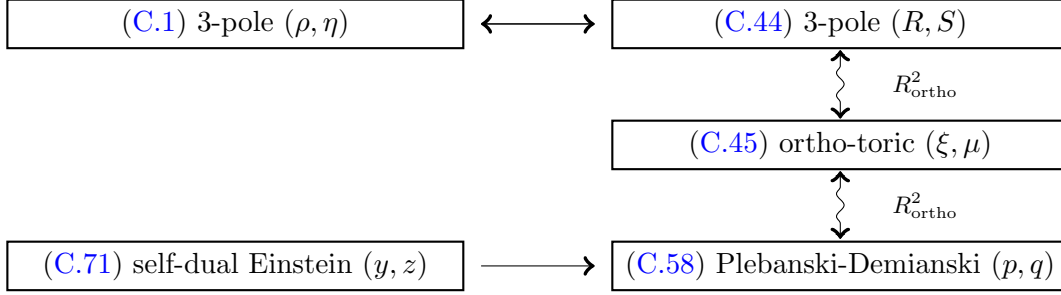 (C.1) 3-pole (ρ, η)
(C.44) 3-pole (R, S)
R²ortho
(C.45) ortho-toric (ξ, μ)
R²ortho
(C.71) self-dual Einstein (y, z)
(C.58) Plebanski-Demianski (p, q)